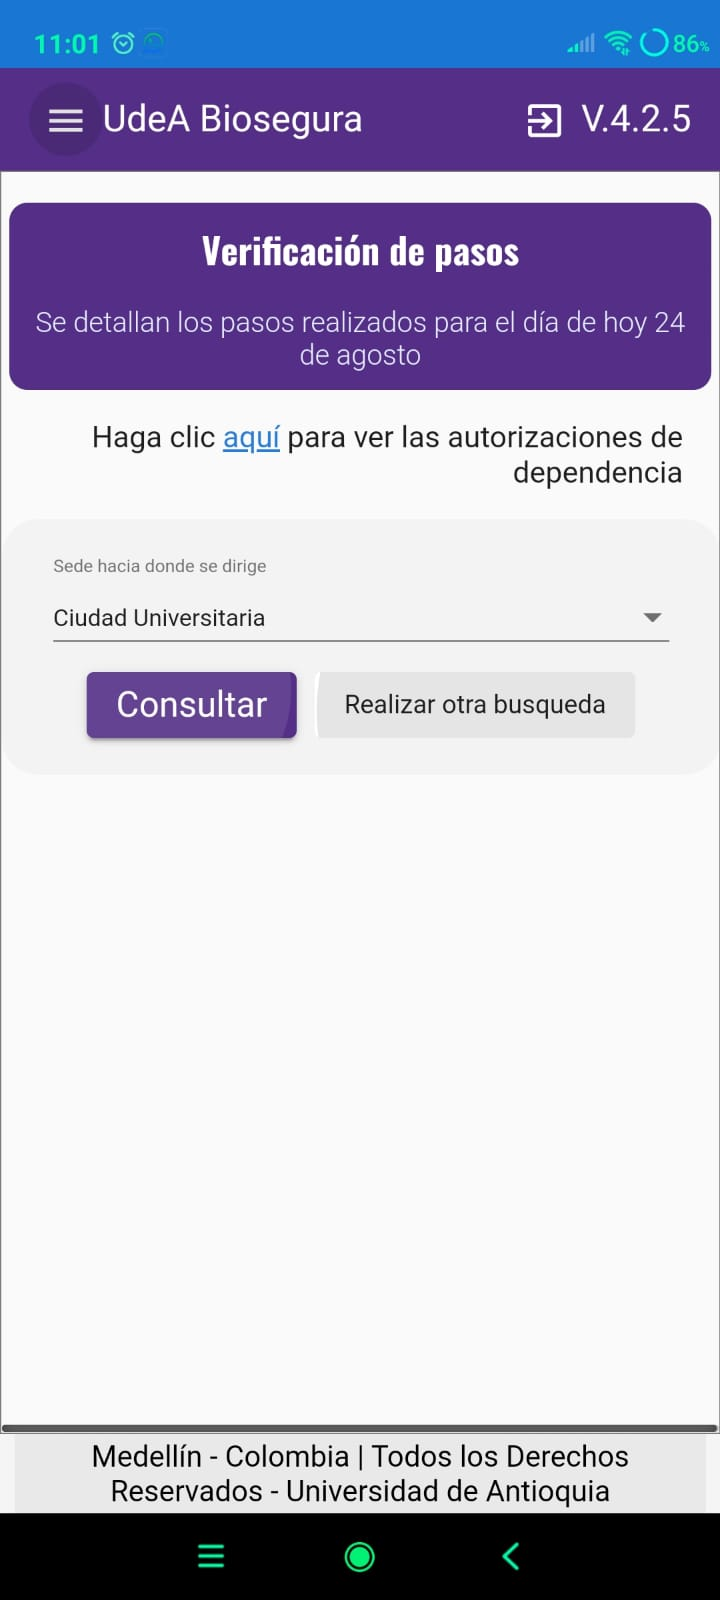 11:01 86%
UdeA Biosegura V.4.2.5
Verificación de pasos
Se detallan los pasos realizados para el día de hoy 24
de agosto
Haga clic aquí para ver las autorizaciones de
dependencia
Sede hacia donde se dirige
Ciudad Universitaria
Consultar Realizar otra busqueda
Medellín - Colombia | Todos los Derechos
Reservados - Universidad de Antioquia